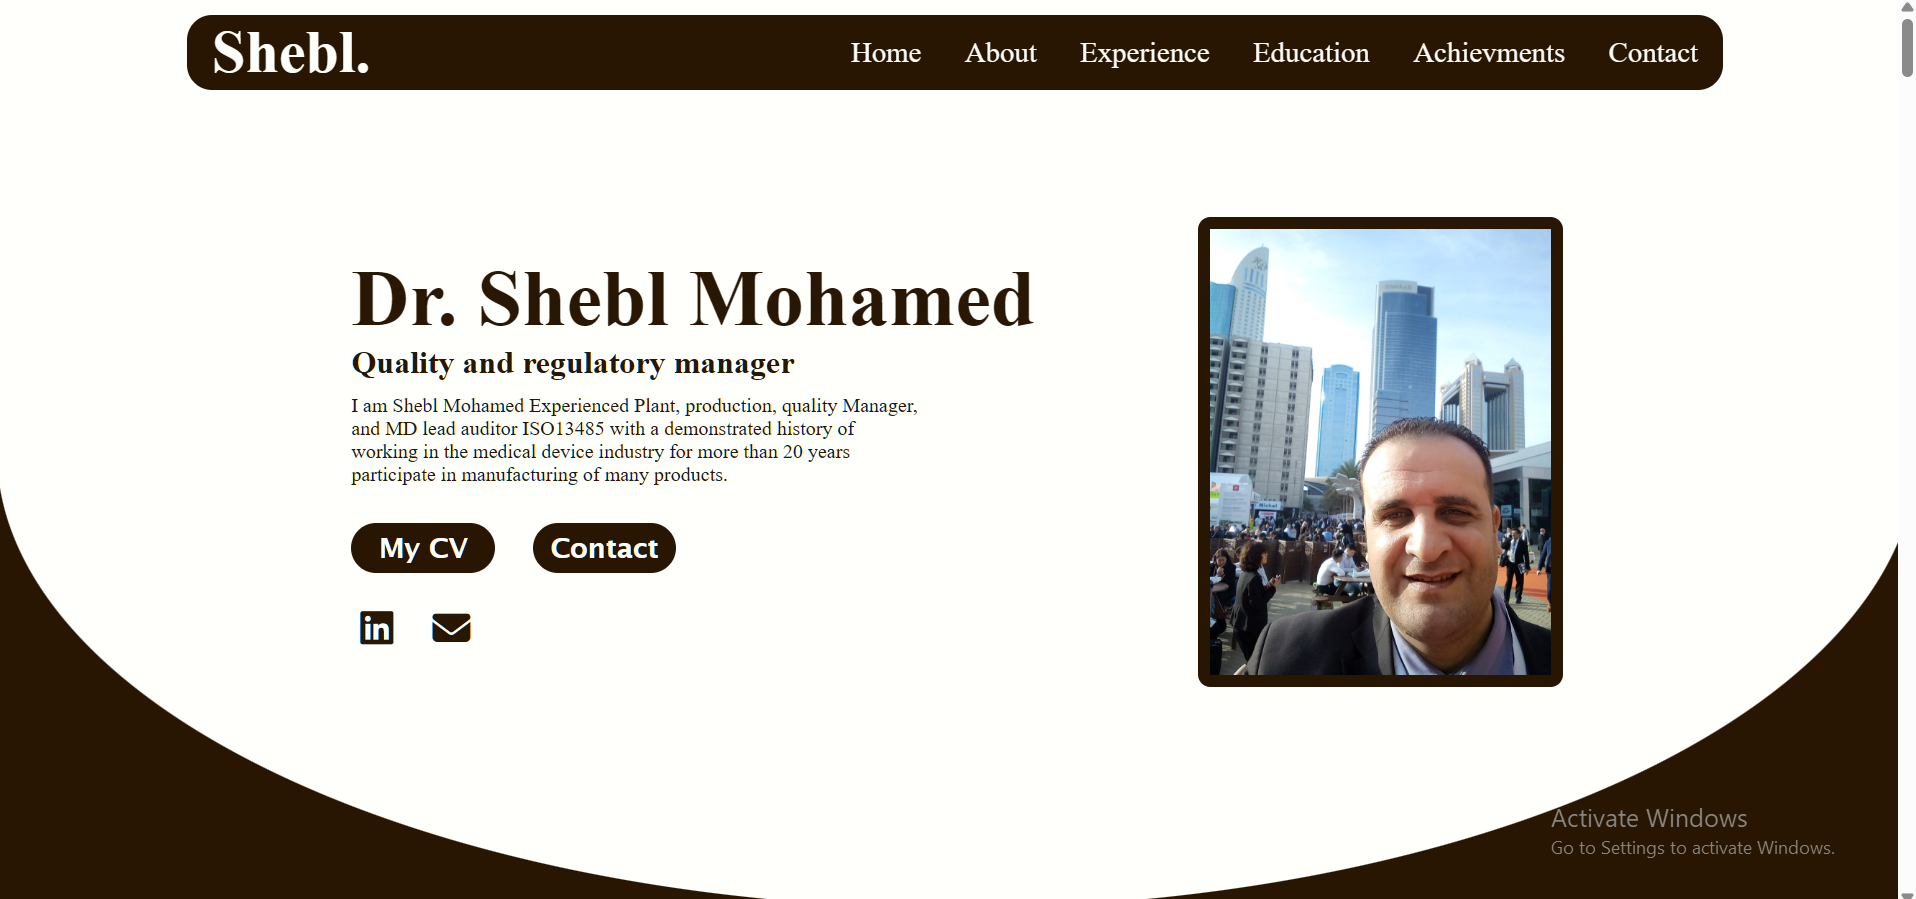 Shebl.
Home About Experience Education Achievments Contact
Dr. Shebl Mohamed
Quality and regulatory manager
I am Shebl Mohamed Experienced Plant, production, quality Manager,
and MD lead auditor ISO13485 with a demonstrated history of
working in the medical device industry for more than 20 years
participate in manufacturing of many products.
My CV Contact
in
Activate Windows
Go to Settings to activate Windows.